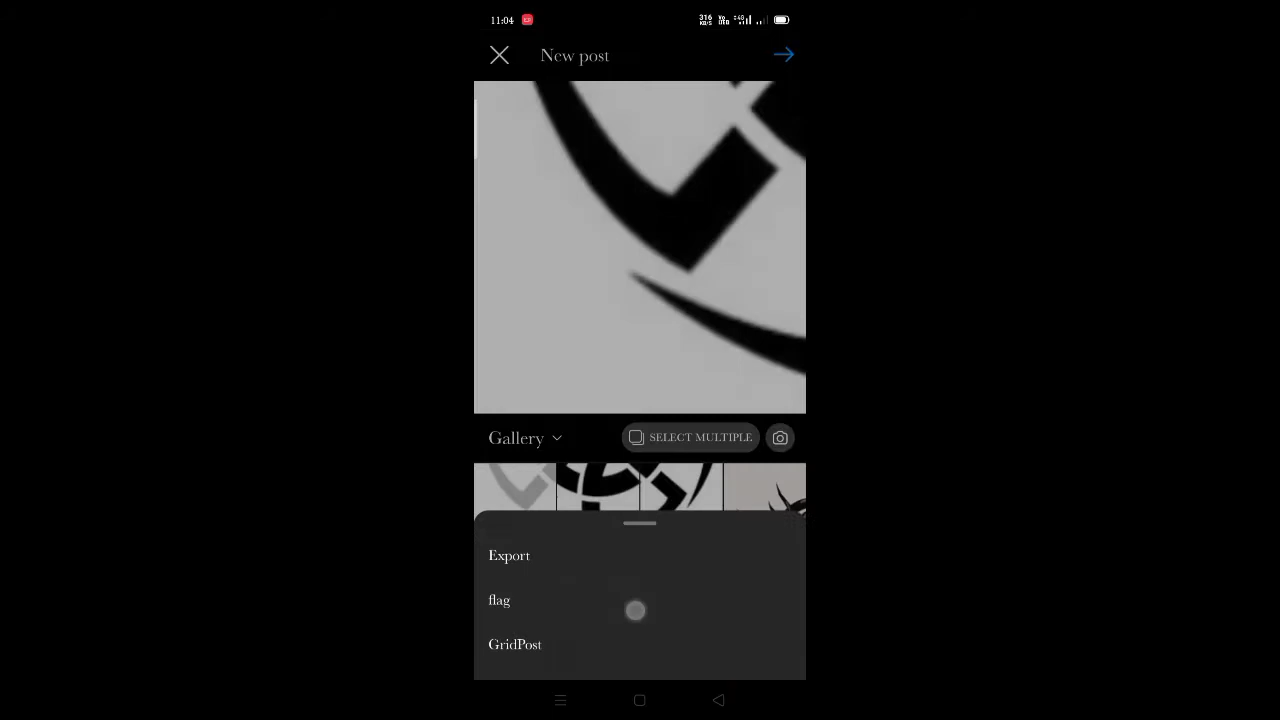 11:04
New post
Gallery
SELECT MULTIPLE
Export
flag
GridPost